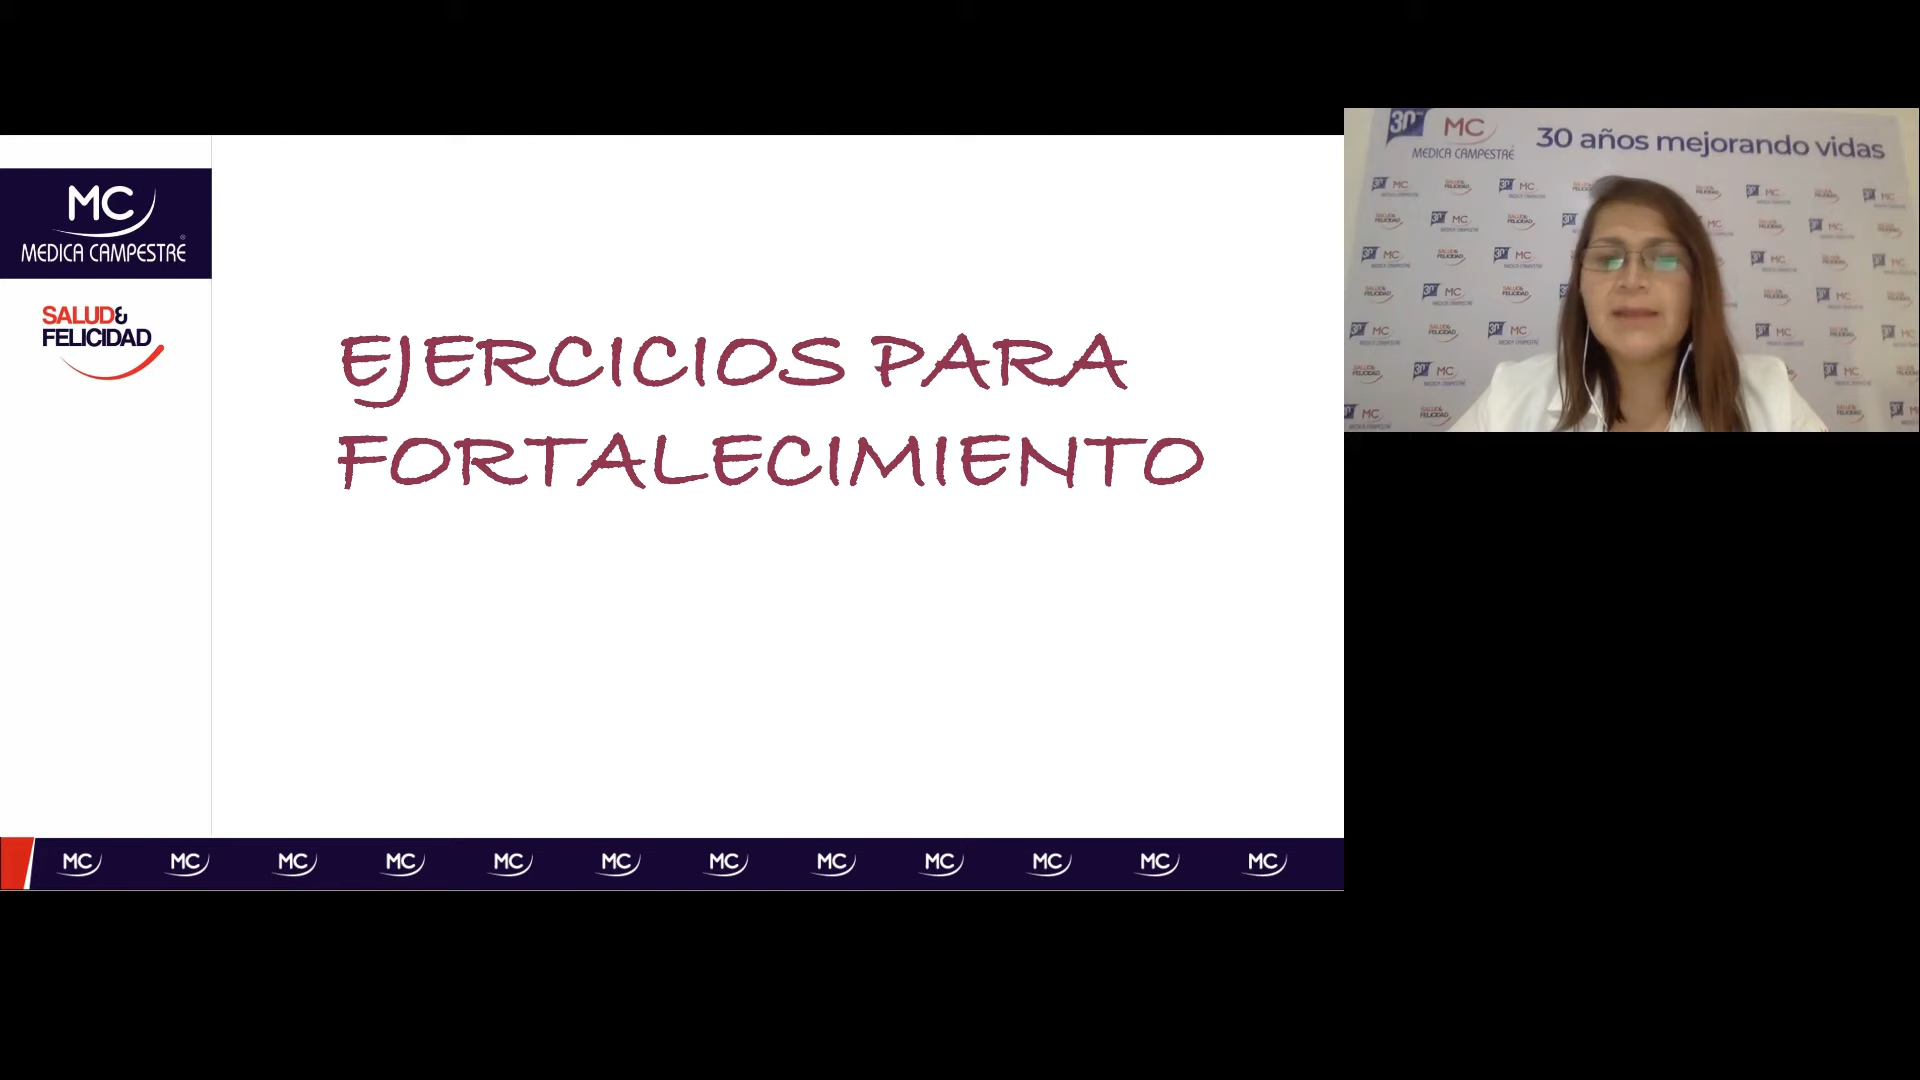 MC
MEDICA CAMPESTRE®
SALUD&
FELICIDAD
EJERCICIOS PARA
FORTALECIMIENTO
MC MC MC MC MC MC MC MC MC MC MC MC
30 MC
MEDICA CAMPESTRE
30 años mejorando vidas